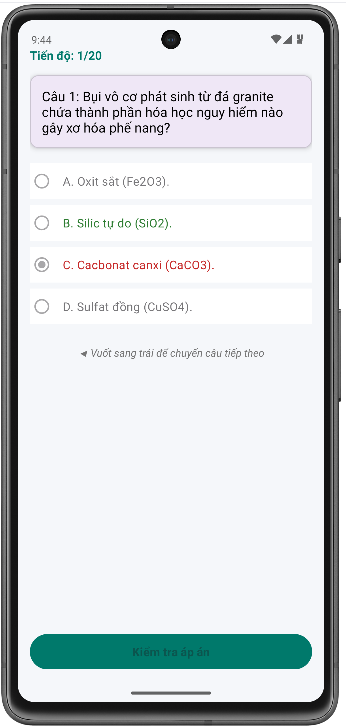 9:44
Tiến độ: 1/20
Câu 1: Bụi vô cơ phát sinh từ đá granite
chứa thành phần hóa học nguy hiểm nào
gây xơ hóa phế nang?
A. Oxit sắt (Fe2O3).
B. Silic tự do (SiO2).
C. Cacbonat canxi (CaCO3).
D. Sulfat đồng (CuSO4).
◄ Vuốt sang trái để chuyển câu tiếp theo
Kiểm tra áp án